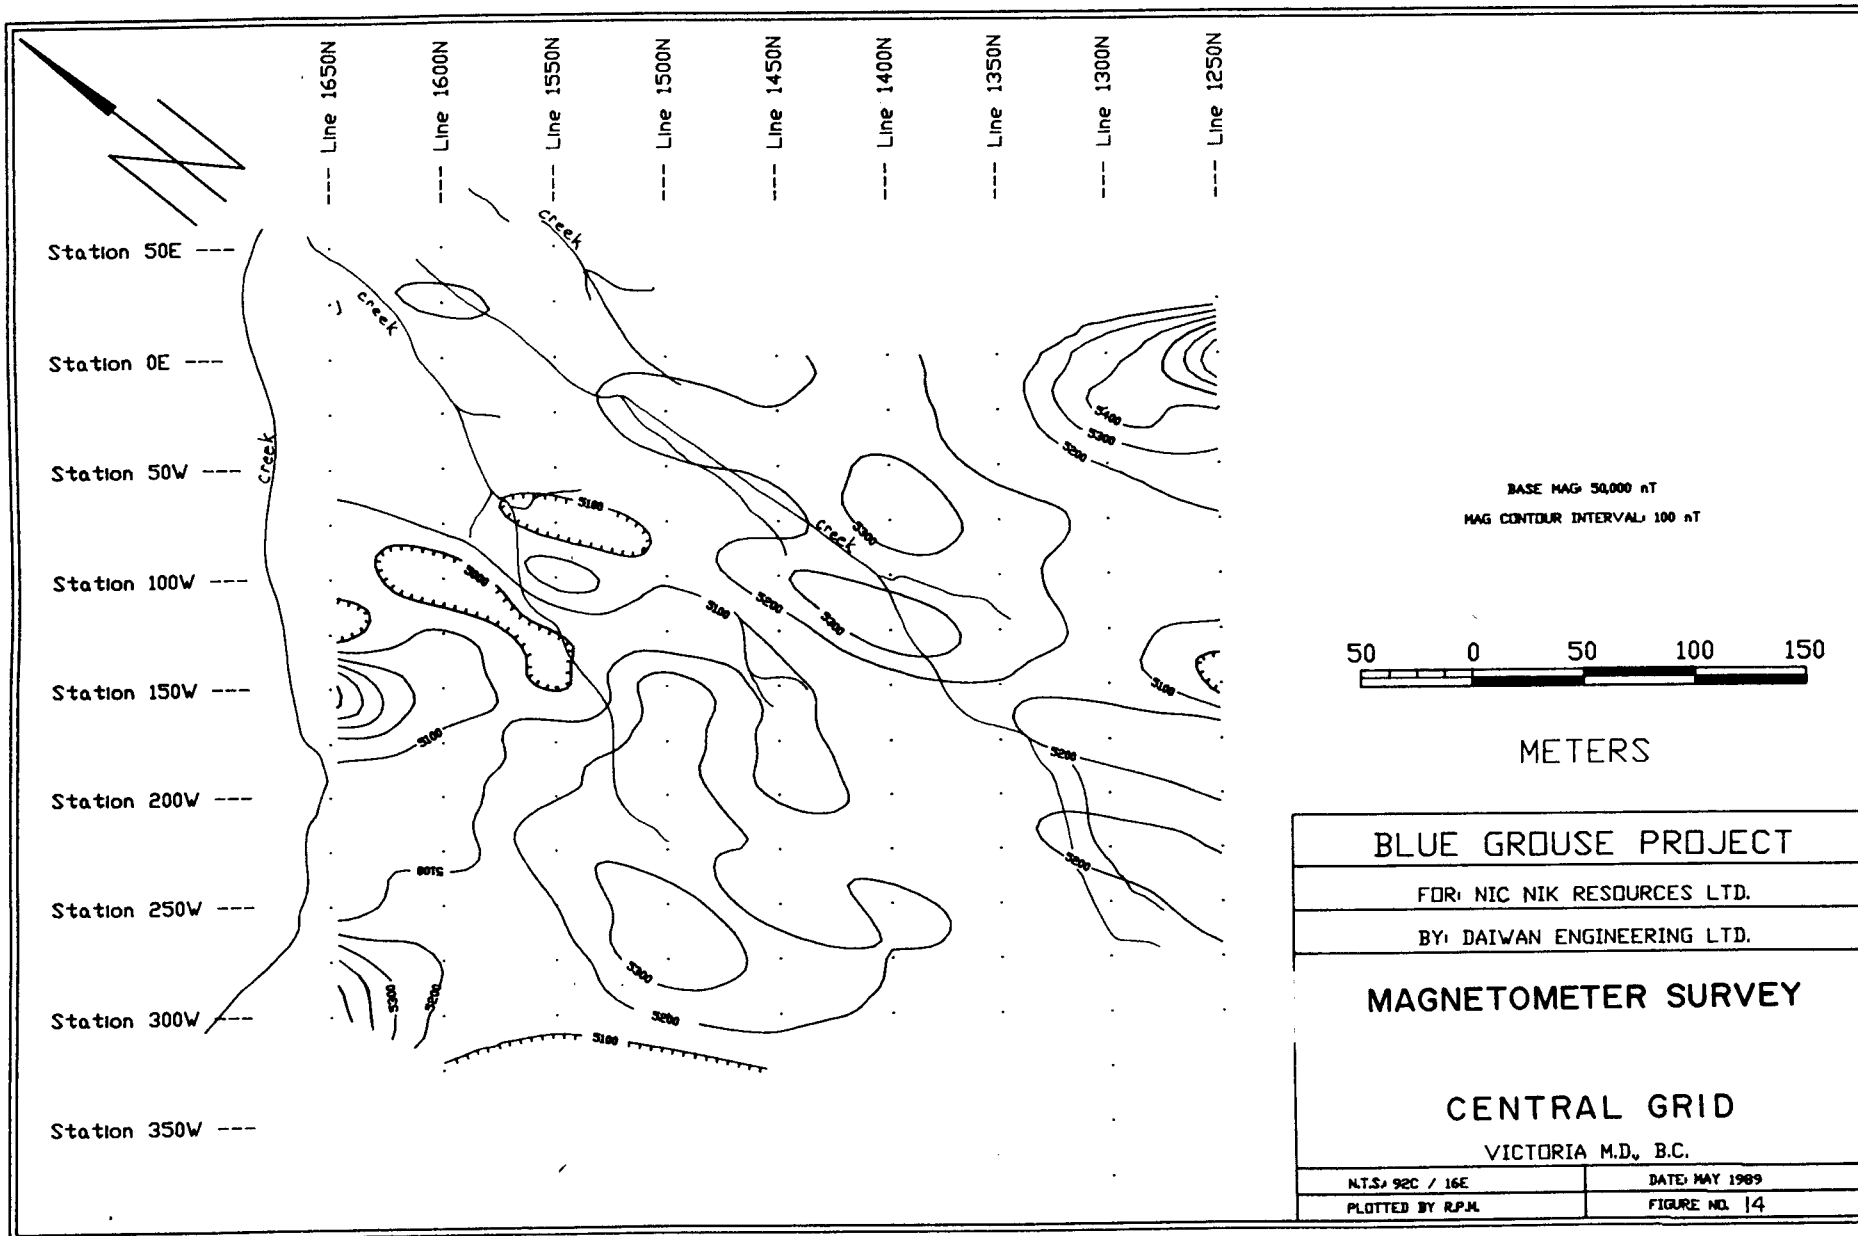 --- Line 1650N
--- Line 1600N
--- Line 1550N
--- Line 1500N
--- Line 1450N
--- Line 1400N
--- Line 1350N
--- Line 1300N
--- Line 1250N
Station 50E ---
Station 0E ---
Station 50W ---
Station 100W ---
Station 150W ---
Station 200W ---
Station 250W ---
Station 300W ---
Station 350W ---
creek
creek
creek
creek
5400
5300
5200
5100
5300
5000
5100
5200
5300
5100
5100
5200
5200
5100
5300
5300
5200
5200
5100
BASE MAG: 50,000 nT
MAG CONTOUR INTERVAL: 100 nT
50 0 50 100 150
METERS
BLUE GROUSE PROJECT
FOR: NIC NIK RESOURCES LTD.
BY: DAIWAN ENGINEERING LTD.
MAGNETOMETER SURVEY
CENTRAL GRID
VICTORIA M.D., B.C.
N.T.S.: 92C / 16E
DATE: MAY 1989
PLOTTED BY R.P.M.
FIGURE NO. 14